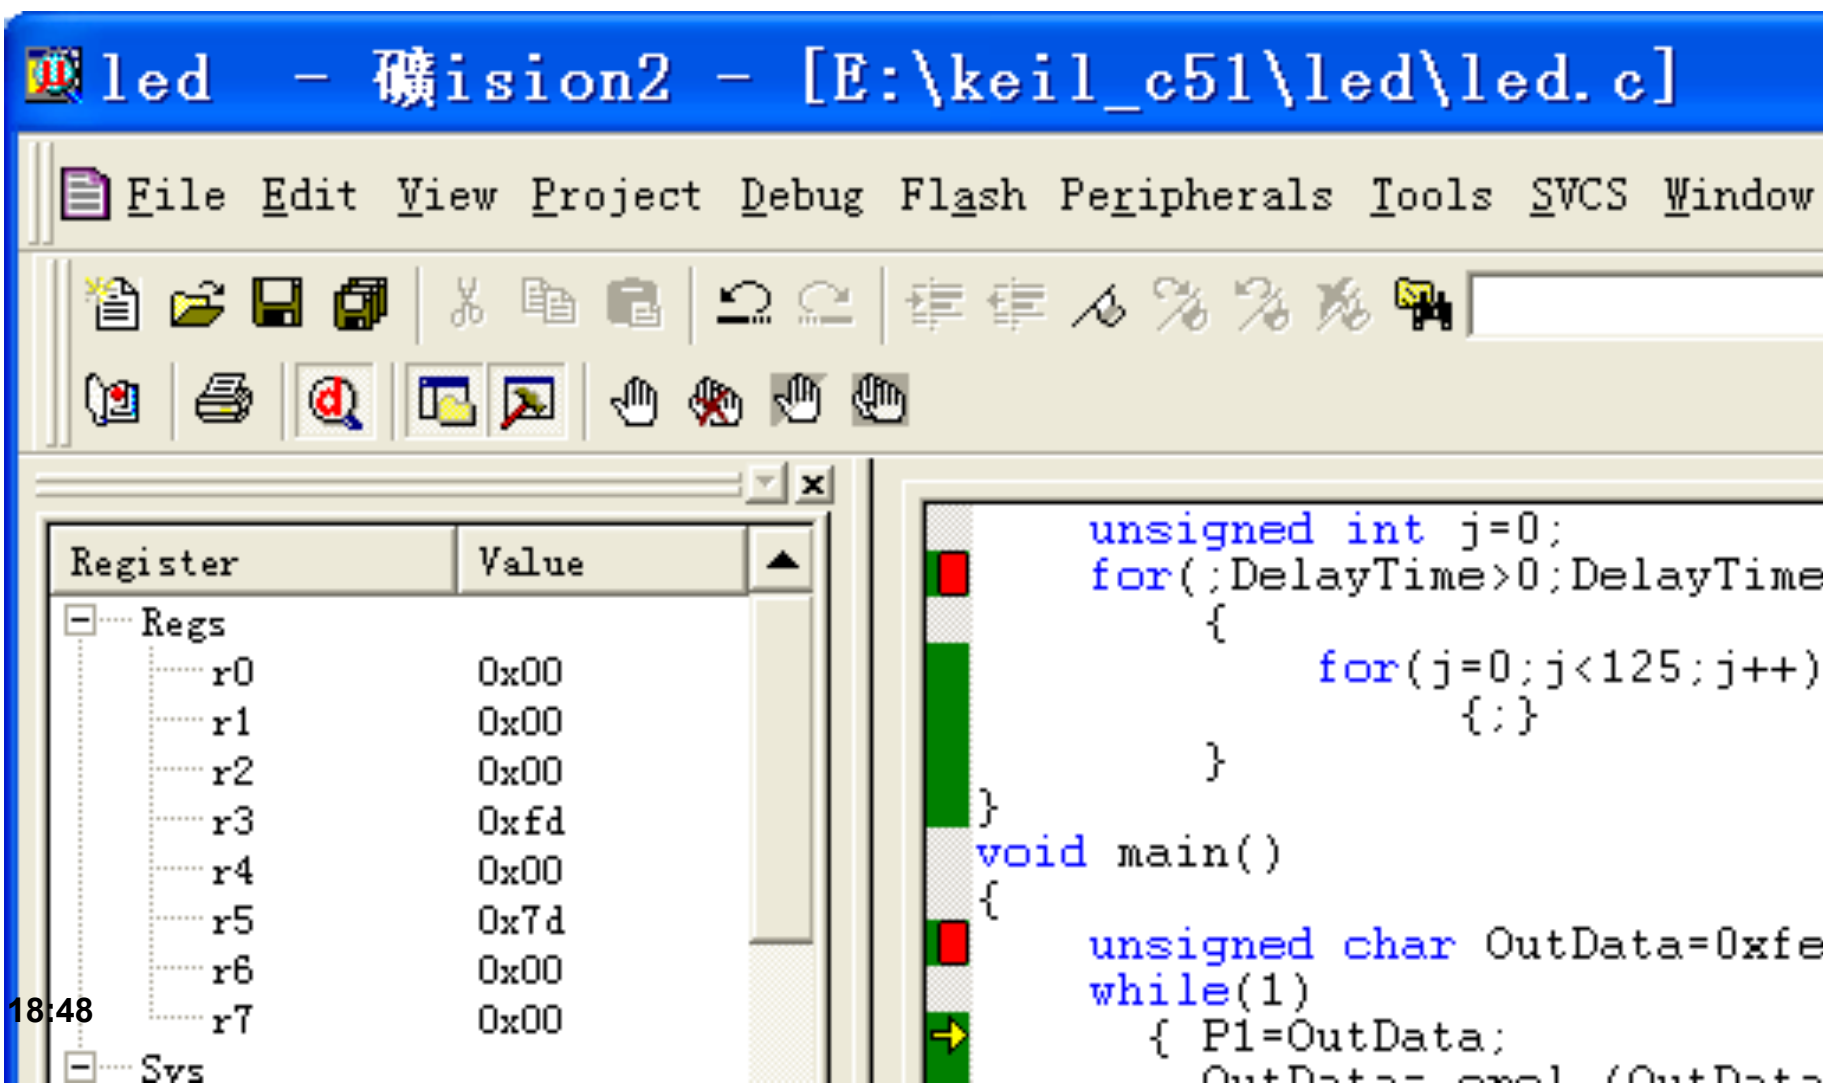 led - 礦ision2 - [E:\keil_c51\led\led.c]
File Edit View Project Debug Flash Peripherals Tools SVCS Window
Register Value
Regs
r0 0x00
r1 0x00
r2 0x00
r3 0xfd
r4 0x00
r5 0x7d
r6 0x00
r7 0x00
Sys
18:48
unsigned int j=0;
for(;DelayTime>0;DelayTime
{
for(j=0;j<125;j++)
{;}
}
}
void main()
{
unsigned char OutData=0xfe
while(1)
{ P1=OutData;
OutData=_crol_(OutData